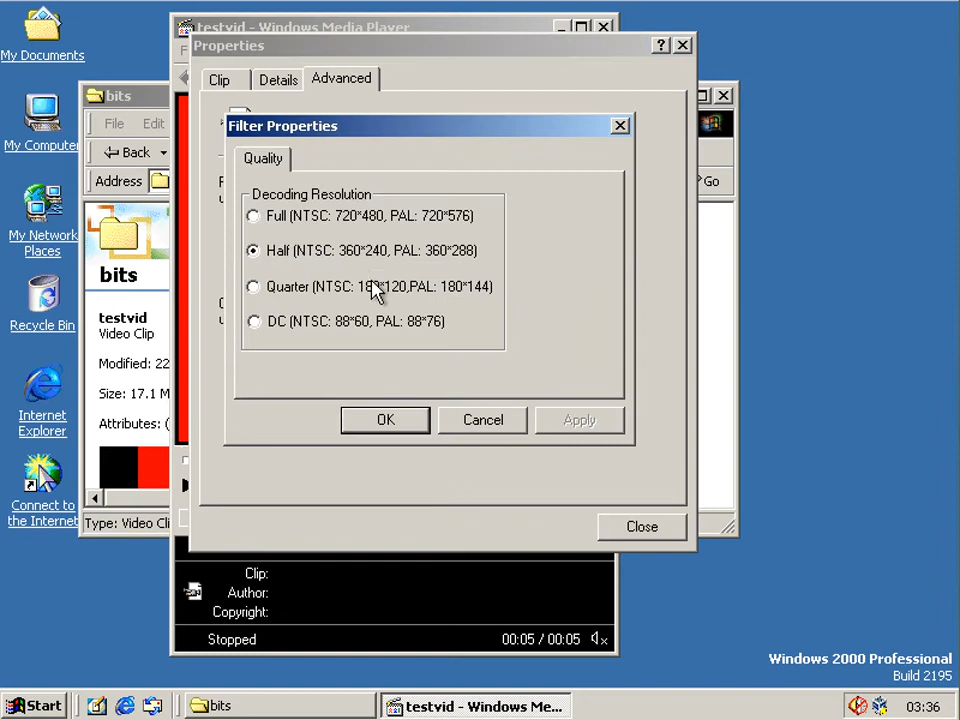 My Documents
My Compute
My Network
Places
Recycle Bin
Internet
Explorer
Connect to
the Internet
testvid - Windows Media Player
Properties
Clip
Details
Advanced
bits
File
Edit
Back
Address
Go
Filter Properties
Quality
Decoding Resolution
Full (NTSC: 720*480, PAL: 720*576)
Half (NTSC: 360*240, PAL: 360*288)
Quarter (NTSC: 180*120,PAL: 180*144)
DC (NTSC: 88*60, PAL: 88*76)
OK
Cancel
Apply
Close
bits
testvid
Video Clip
Modified: 22
Size: 17.1 M
Attributes: (
Type: Video Cli
Clip:
Author:
Copyright:
Stopped
00:05 / 00:05
Windows 2000 Professional
Build 2195
Start
bits
testvid - Windows Me...
03:36